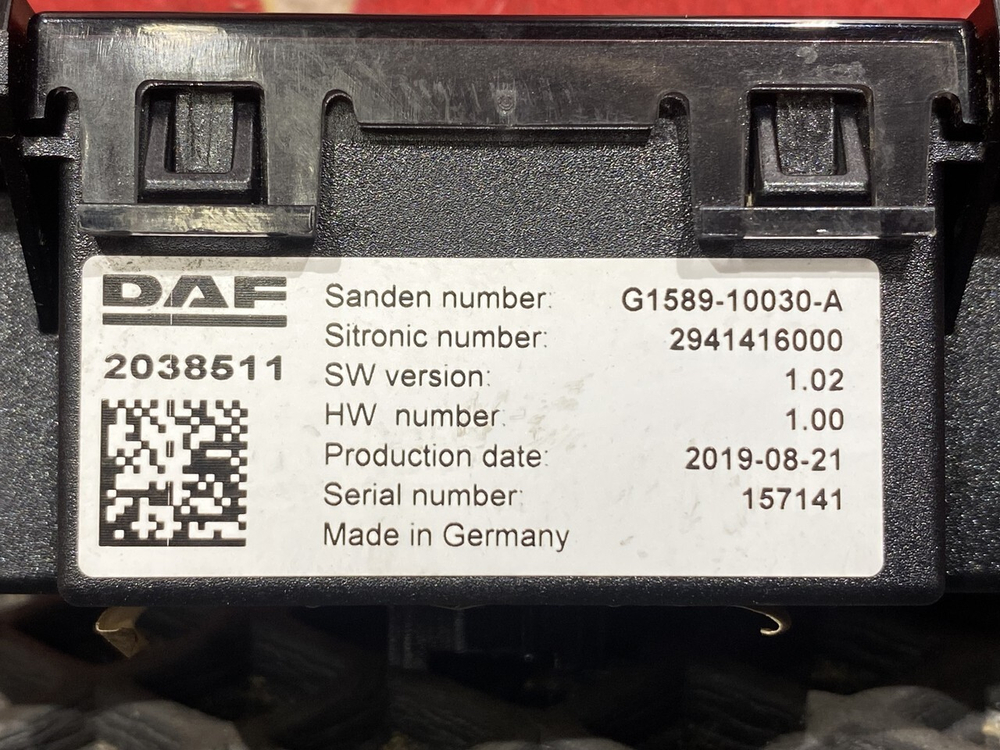 DAF
2038511
Sanden number: G1589-10030-A
Sitronic number: 2941416000
SW version: 1.02
HW number: 1.00
Production date: 2019-08-21
Serial number: 157141
Made in Germany